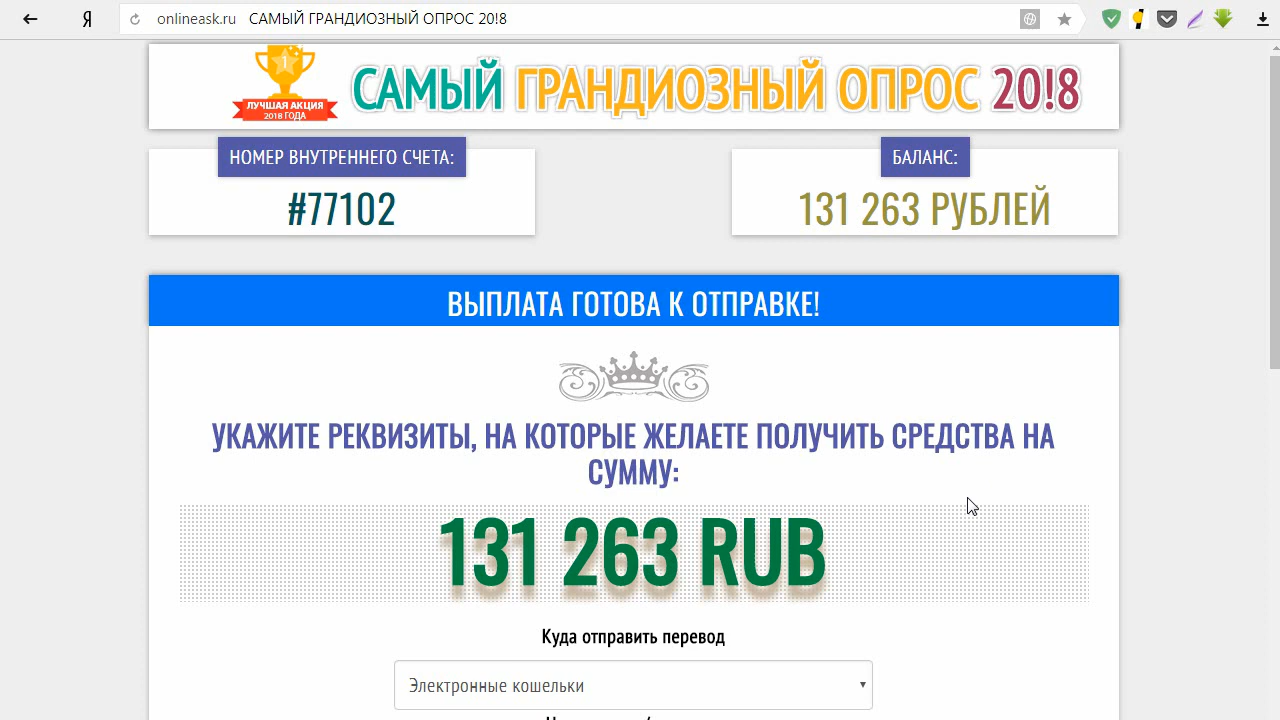 Я
onlineask.ru САМЫЙ ГРАНДИОЗНЫЙ ОПРОС 20!8
1
ЛУЧШАЯ АКЦИЯ
2018 ГОДА
САМЫЙ ГРАНДИОЗНЫЙ ОПРОС 20!8
НОМЕР ВНУТРЕННЕГО СЧЕТА:
#77102
БАЛАНС:
131 263 РУБЛЕЙ
ВЫПЛАТА ГОТОВА К ОТПРАВКЕ!
УКАЖИТЕ РЕКВИЗИТЫ, НА КОТОРЫЕ ЖЕЛАЕТЕ ПОЛУЧИТЬ СРЕДСТВА НА
СУММУ:
131 263 RUB
Куда отправить перевод
Электронные кошельки